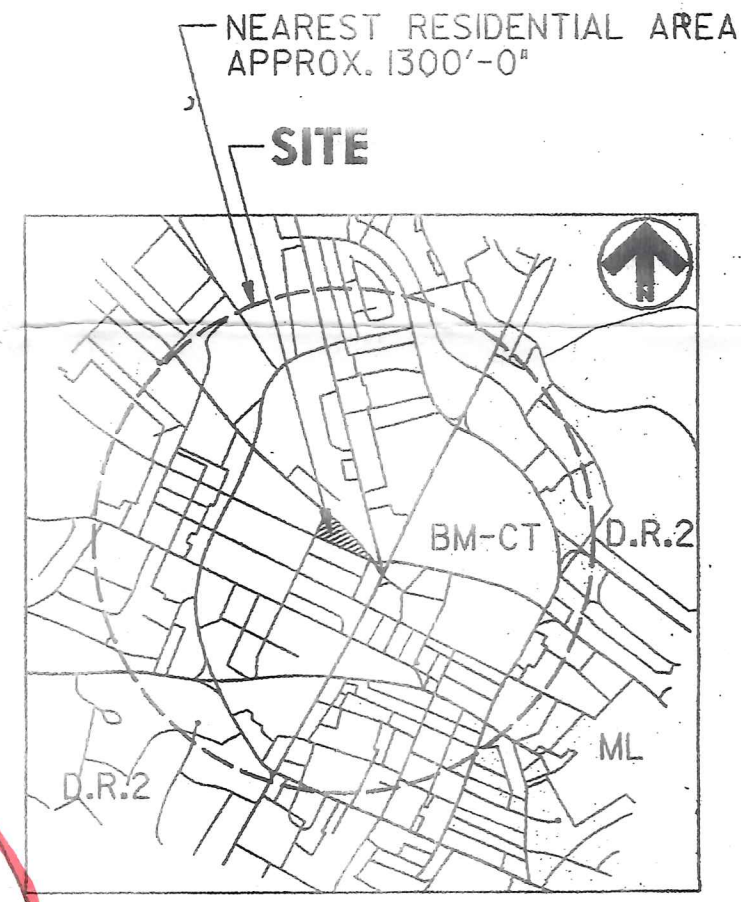 NEAREST RESIDENTIAL AREA
APPROX. 1300'-0"
SITE
N
BM-CT
D.R.2
ML
D.R.2